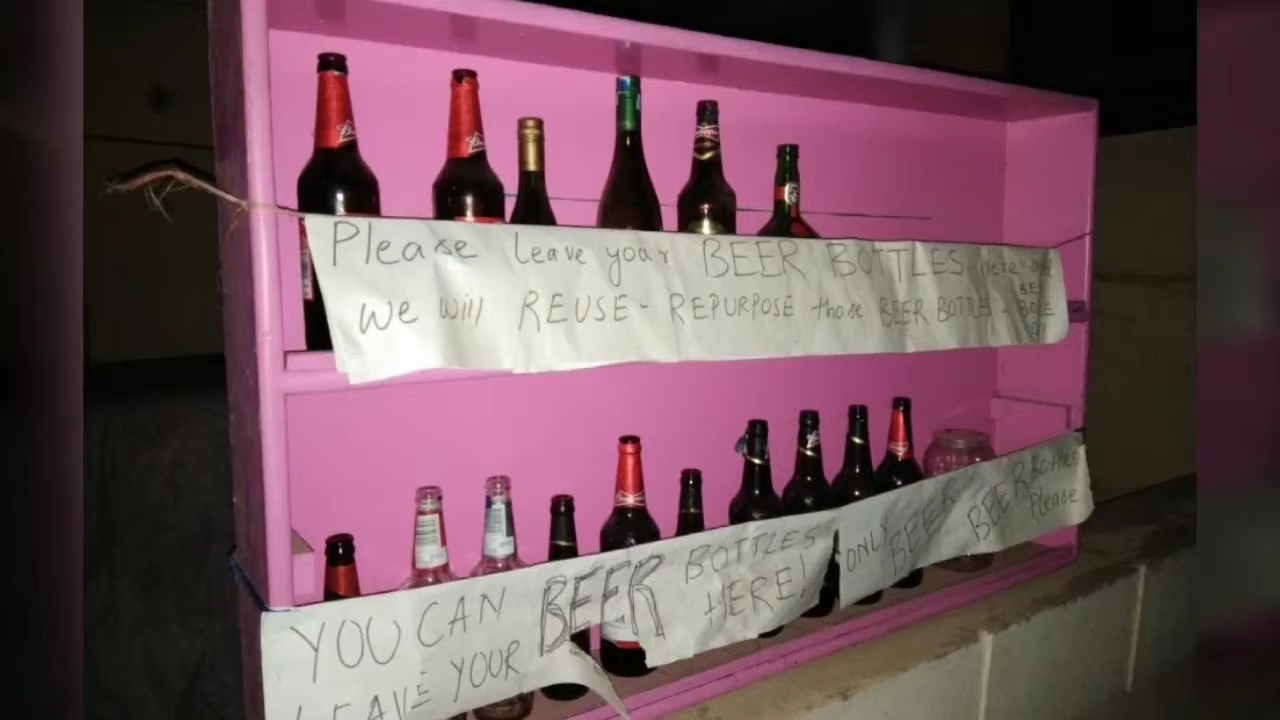 Please leave your BEER BOTTLES Here-
we will REUSE - REPURPOSE those BEER BOTTLES -
YOU CAN BEER BOTTLES
LEAVE YOUR HERE!
ONLY BEER BEER Bottles
Please